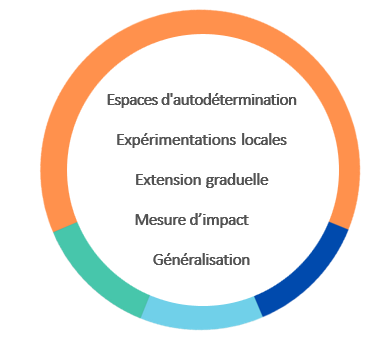 Espaces d'autodétermination
Expérimentations locales
Extension graduelle
Mesure d’impact
Généralisation